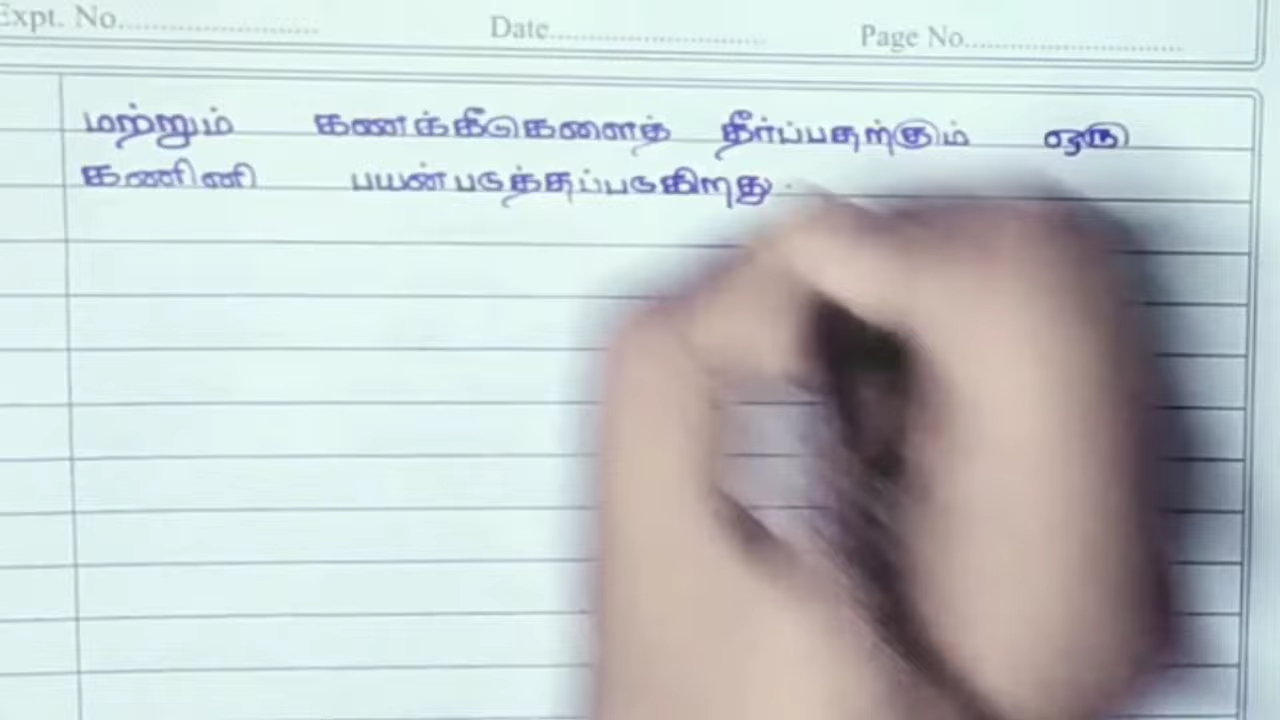 Expt. No.
Date
Page No.
மற்றும் கணக்கீடுகளைத் தீர்ப்பதற்கும் ஒரு
கணினி பயன்படுத்தப்படுகிறது.